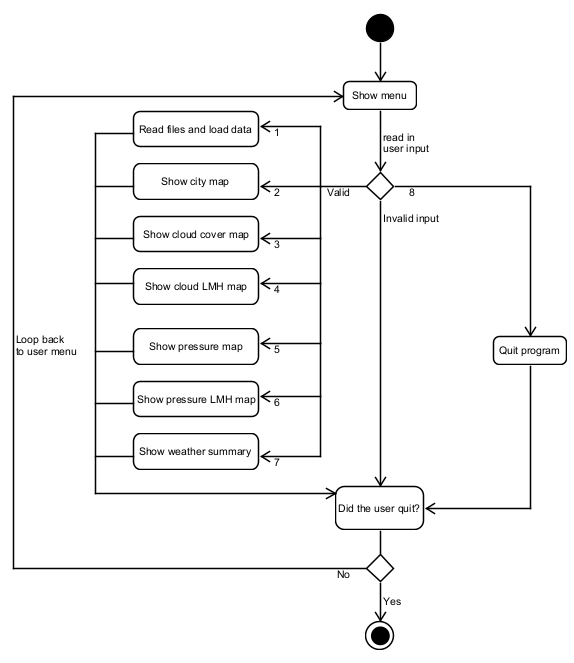 Show menu
read in
user input
Read files and load data
1
Show city map
2
Valid
8
Invalid input
Show cloud cover map
3
Show cloud LMH map
4
Loop back
to user menu
Show pressure map
5
Quit program
Show pressure LMH map
6
Show weather summary
7
Did the user quit?
No
Yes